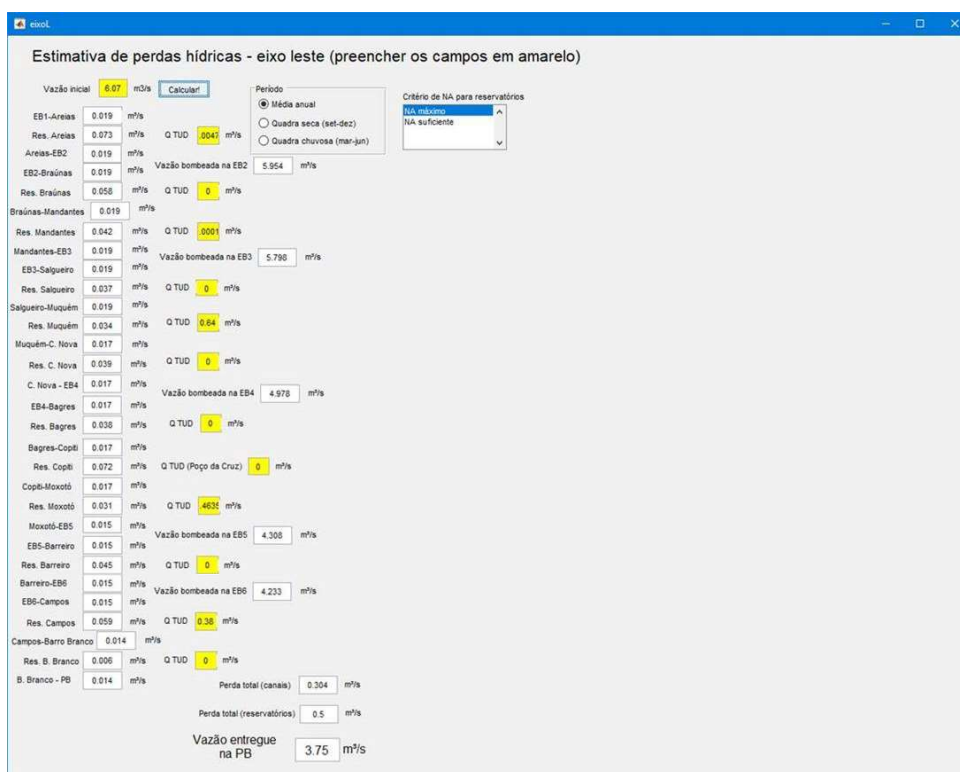 eixoL
Estimativa de perdas hídricas - eixo leste (preencher os campos em amarelo)
Vazão inicial 6.07 m3/s Calcular!
Período
Média anual
Quadra seca (set-dez)
Quadra chuvosa (mar-jun)
Critério de NA para reservatórios
NA máximo
NA suficiente
EB1-Areias 0.019 m³/s
Res. Areias 0.073 m³/s Q TUD .0047 m³/s
Areias-EB2 0.019 m³/s
Vazão bombeada na EB2 5.954 m³/s
EB2-Braúnas 0.019 m³/s
Res. Braúnas 0.058 m³/s Q TUD 0 m³/s
Braúnas-Mandantes 0.019 m³/s
Res. Mandantes 0.042 m³/s Q TUD .0001 m³/s
Mandantes-EB3 0.019 m³/s
Vazão bombeada na EB3 5.798 m³/s
EB3-Salgueiro 0.019 m³/s
Res. Salgueiro 0.037 m³/s Q TUD 0 m³/s
Salgueiro-Muquém 0.019 m³/s
Res. Muquém 0.034 m³/s Q TUD 0.64 m³/s
Muquém-C. Nova 0.017 m³/s
Res. C. Nova 0.039 m³/s Q TUD 0 m³/s
C. Nova - EB4 0.017 m³/s
Vazão bombeada na EB4 4.978 m³/s
EB4-Bagres 0.017 m³/s
Res. Bagres 0.038 m³/s Q TUD 0 m³/s
Bagres-Copiti 0.017 m³/s
Res. Copiti 0.072 m³/s Q TUD (Poço da Cruz) 0 m³/s
Copiti-Moxotó 0.017 m³/s
Res. Moxotó 0.031 m³/s Q TUD .4635 m³/s
Moxotó-EB5 0.015 m³/s
Vazão bombeada na EB5 4.308 m³/s
EB5-Barreiro 0.015 m³/s
Res. Barreiro 0.045 m³/s Q TUD 0 m³/s
Barreiro-EB6 0.015 m³/s
Vazão bombeada na EB6 4.233 m³/s
EB6-Campos 0.015 m³/s
Res. Campos 0.059 m³/s Q TUD 0.38 m³/s
Campos-Barro Branco 0.014 m³/s
Res. B. Branco 0.006 m³/s Q TUD 0 m³/s
B. Branco - PB 0.014 m³/s
Perda total (canais) 0.304 m³/s
Perda total (reservatórios) 0.5 m³/s
Vazão entregue
na PB 3.75 m³/s